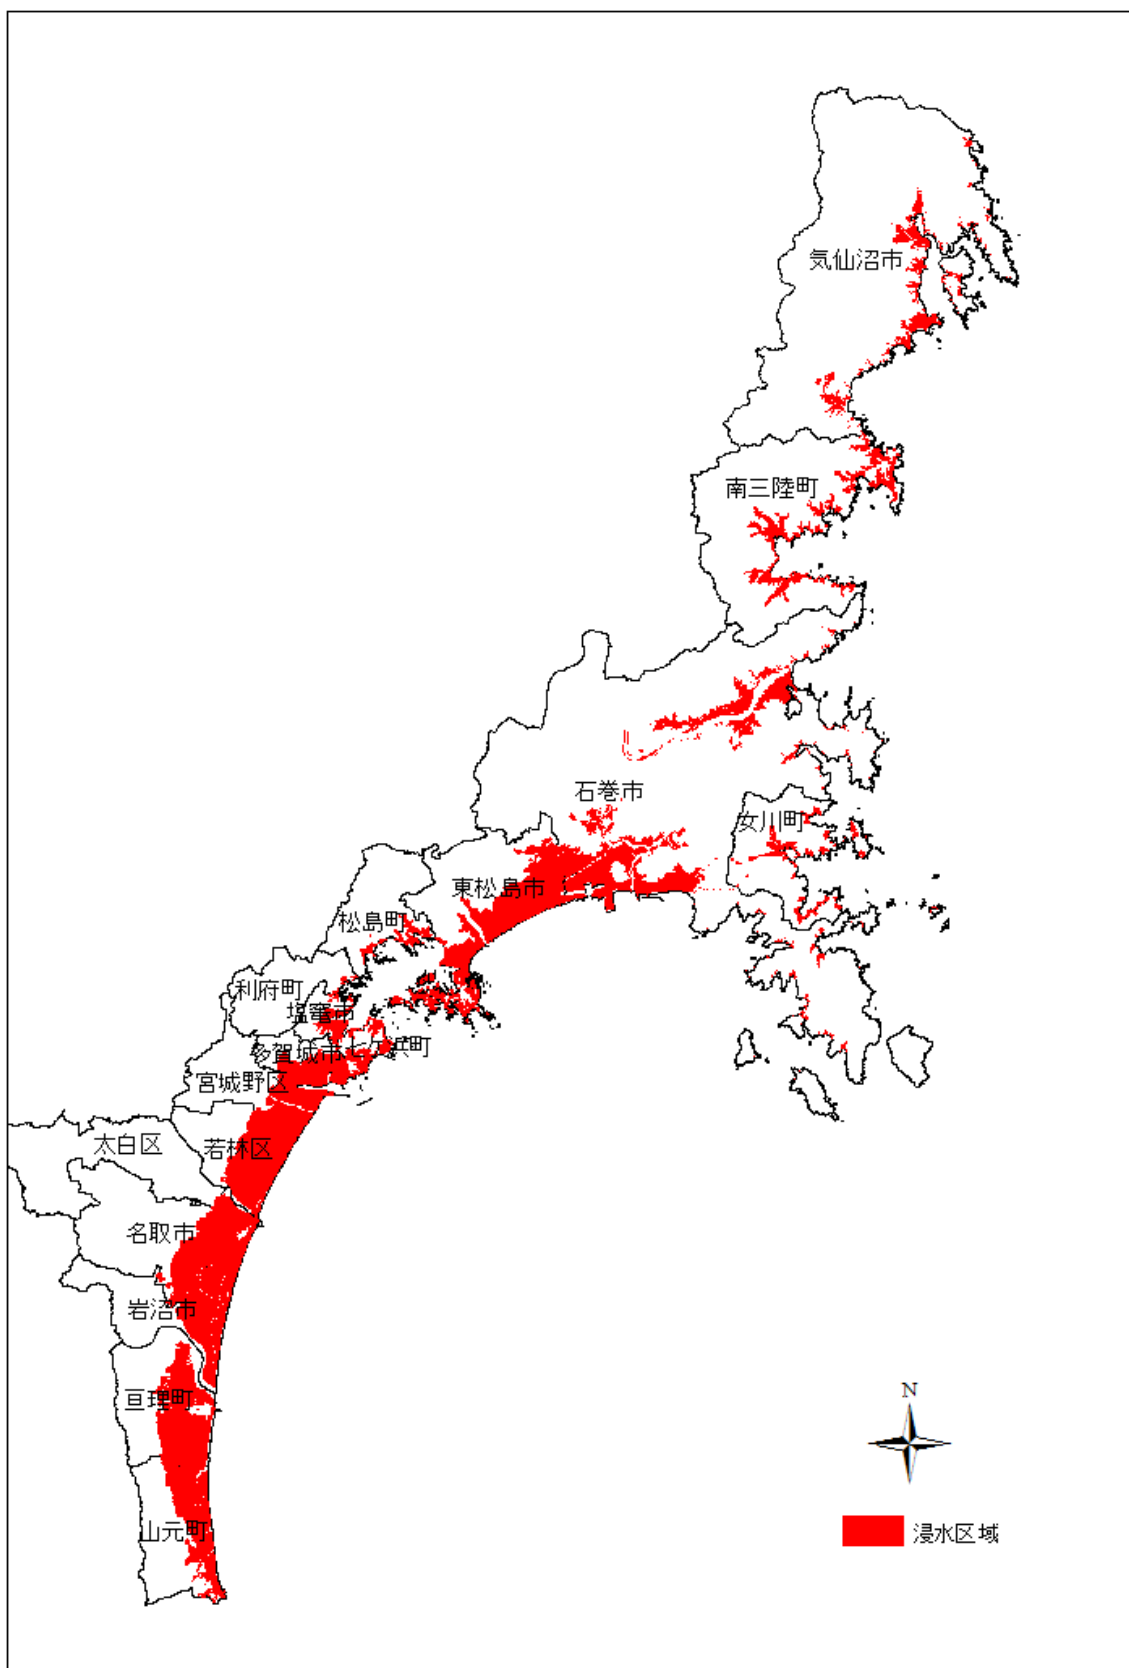 気仙沼市
南三陸町
石巻市
女川町
東松島市
松島町
利府町
塩竈市
多賀城市
七ヶ浜町
宮城野区
太白区
若林区
名取市
岩沼市
亘理町
N
山元町
浸水区域